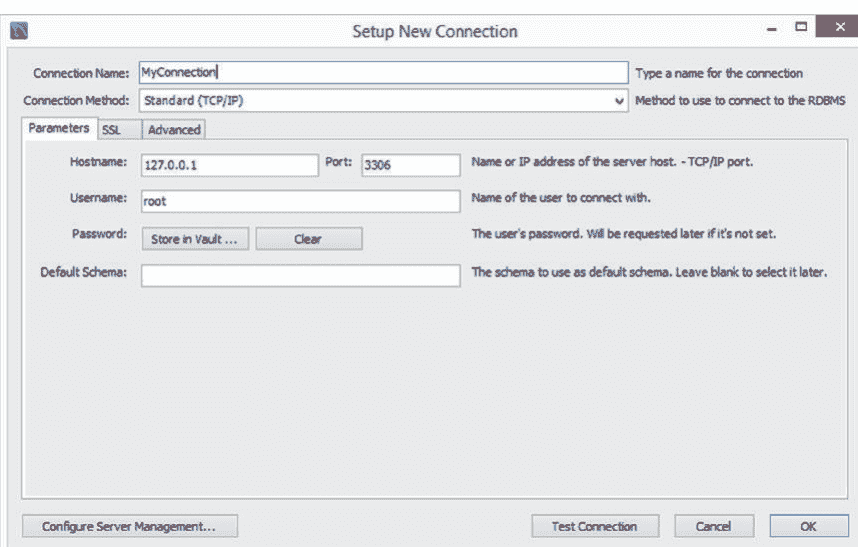 Setup New Connection
Connection Name: MyConnection Type a name for the connection
Connection Method: Standard (TCP/IP) Method to use to connect to the RDBMS
Parameters SSL Advanced
Hostname: 127.0.0.1 Port: 3306 Name or IP address of the server host. - TCP/IP port.
Username: root Name of the user to connect with.
Password: Store in Vault ... Clear The user's password. Will be requested later if it's not set.
Default Schema: The schema to use as default schema. Leave blank to select it later.
Configure Server Management... Test Connection Cancel OK